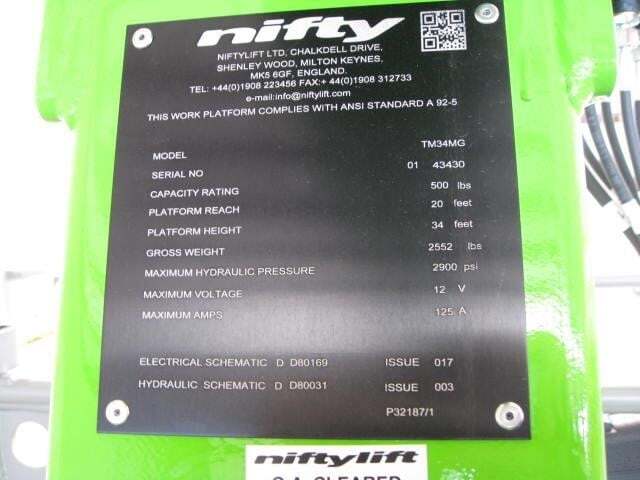 nifty
NIFTYLIFT LTD, CHALKDELL DRIVE,
SHENLEY WOOD, MILTON KEYNES,
MK5 6GF, ENGLAND.
TEL: +44(0)1908 223456 FAX:+ 44(0)1908 312733
e-mail:info@niftylift.com
THIS WORK PLATFORM COMPLIES WITH ANSI STANDARD A 92-5
MODEL TM34MG
SERIAL NO 01 43430
CAPACITY RATING 500 lbs
PLATFORM REACH 20 feet
PLATFORM HEIGHT 34 feet
GROSS WEIGHT 2552 lbs
MAXIMUM HYDRAULIC PRESSURE 2900 psi
MAXIMUM VOLTAGE 12 V
MAXIMUM AMPS 125 A
ELECTRICAL SCHEMATIC D D80169 ISSUE 017
HYDRAULIC SCHEMATIC D D80031 ISSUE 003
P32187/1
niftylift
Q.A. CLEARED